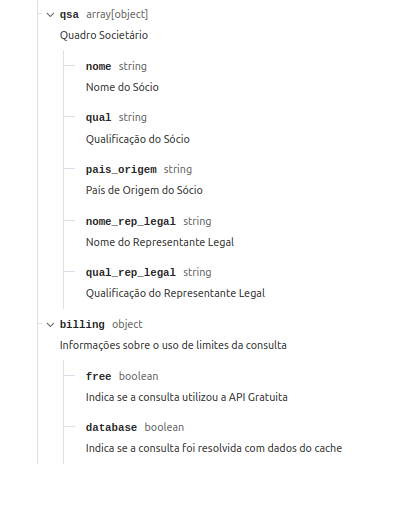 qsa array[object]
Quadro Societário
nome string
Nome do Sócio
qual string
Qualificação do Sócio
pais_origem string
País de Origem do Sócio
nome_rep_legal string
Nome do Representante Legal
qual_rep_legal string
Qualificação do Representante Legal
billing object
Informações sobre o uso de limites da consulta
free boolean
Indica se a consulta utilizou a API Gratuita
database boolean
Indica se a consulta foi resolvida com dados do cache